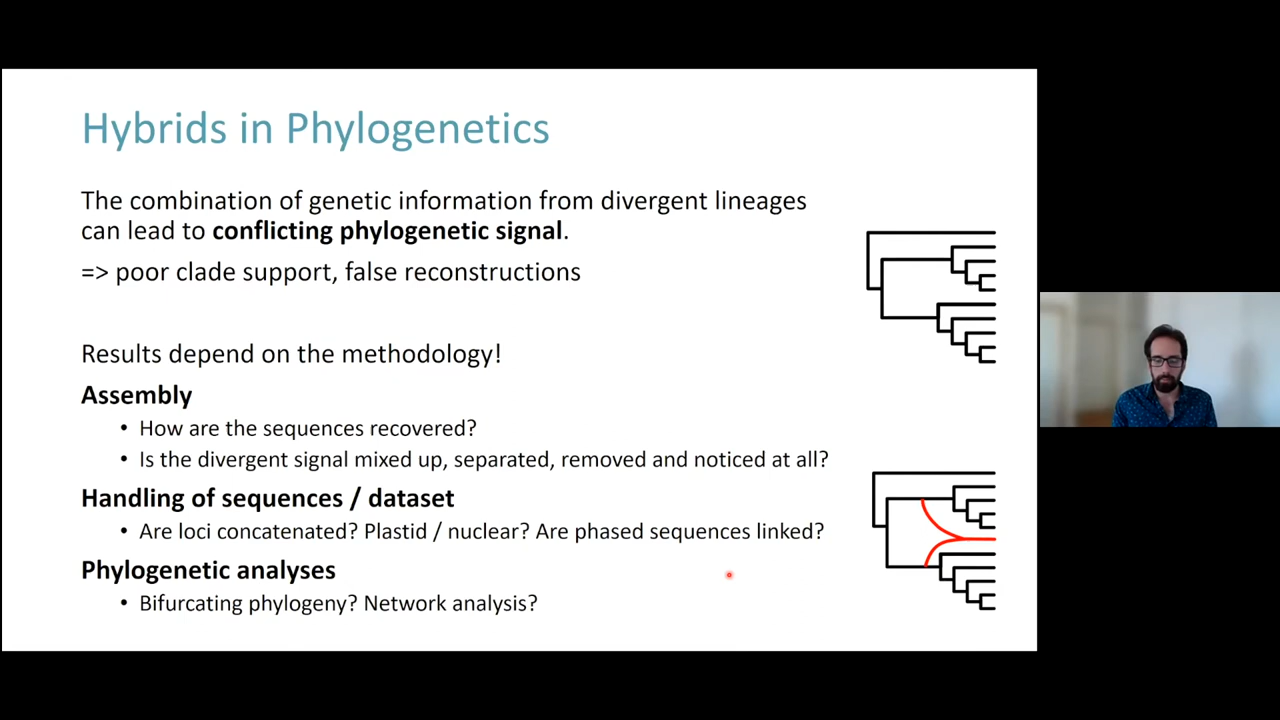 Hybrids in Phylogenetics
The combination of genetic information from divergent lineages
can lead to conflicting phylogenetic signal.
=> poor clade support, false reconstructions
Results depend on the methodology!
Assembly
• How are the sequences recovered?
• Is the divergent signal mixed up, separated, removed and noticed at all?
Handling of sequences / dataset
• Are loci concatenated? Plastid / nuclear? Are phased sequences linked?
Phylogenetic analyses
• Bifurcating phylogeny? Network analysis?